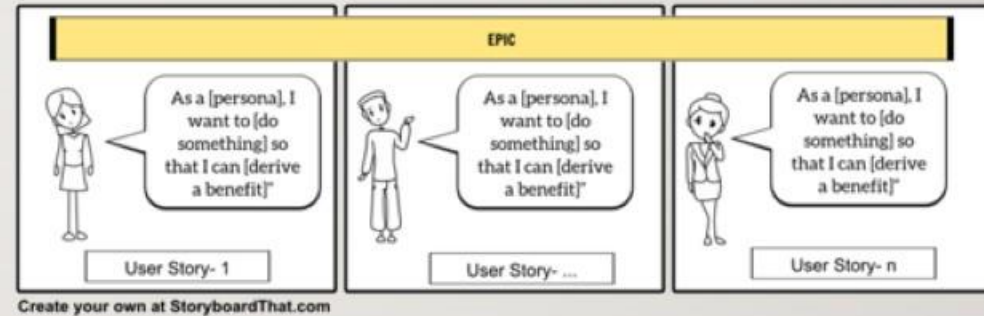 EPIC
As a [persona], I
want to [do
something] so
that I can [derive
a benefit]"
As a [persona], I
want to [do
something] so
that I can [derive
a benefit]"
As a [persona], I
want to [do
something] so
that I can [derive
a benefit]"
User Story- 1
User Story- ...
User Story- n
Create your own at StoryboardThat.com